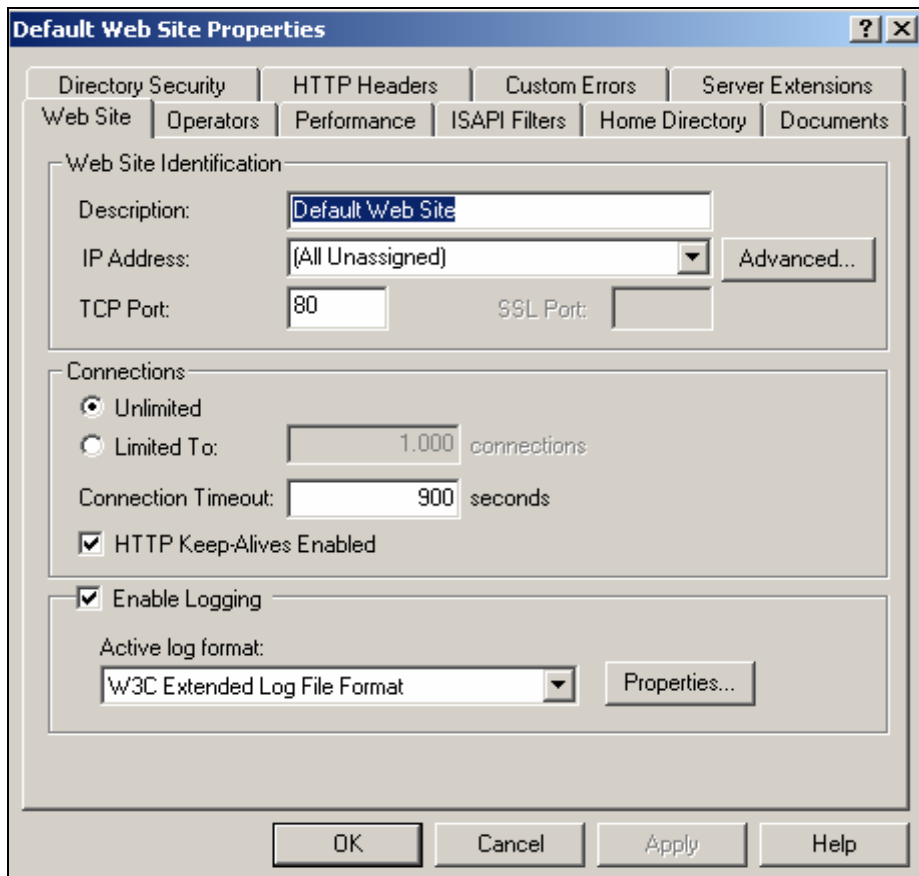 Default Web Site Properties
Directory Security HTTP Headers Custom Errors Server Extensions
Web Site Operators Performance ISAPI Filters Home Directory Documents
Web Site Identification
Description: Default Web Site
IP Address: (All Unassigned) Advanced...
TCP Port: 80 SSL Port:
Connections
Unlimited
Limited To: 1.000 connections
Connection Timeout: 900 seconds
HTTP Keep-Alives Enabled
Enable Logging
Active log format:
W3C Extended Log File Format Properties...
OK Cancel Apply Help